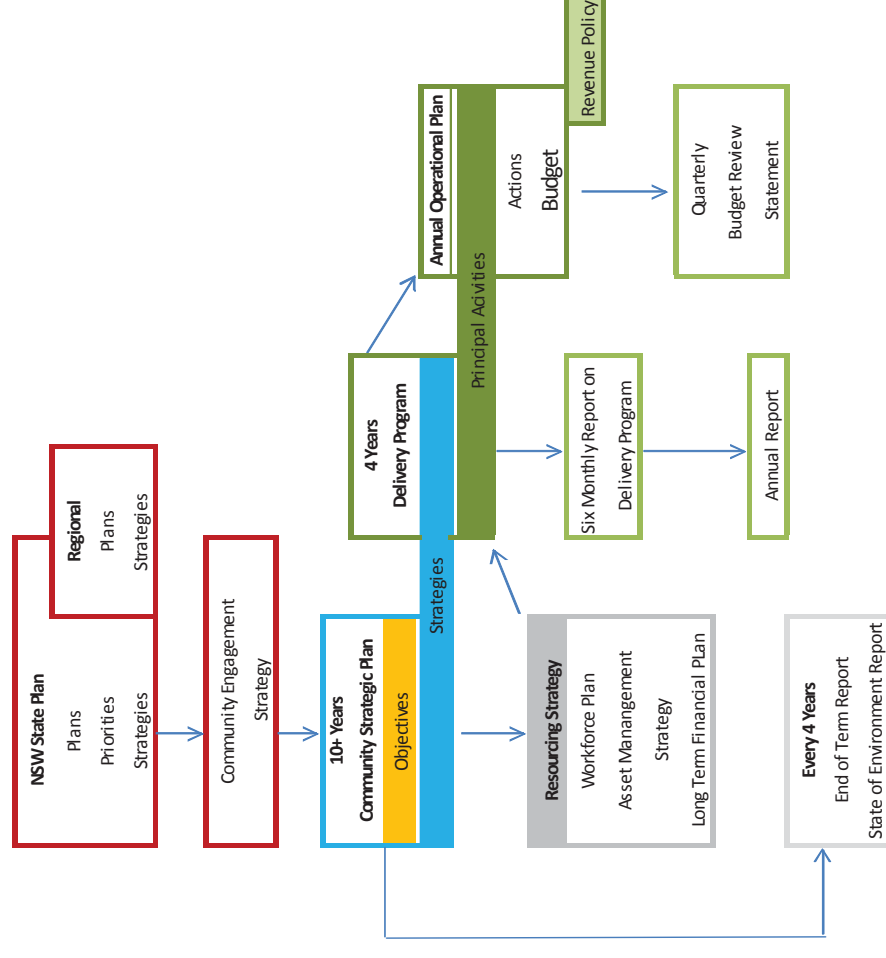 NSW State Plan
Plans
Priorities
Strategies
Regional
Plans
Strategies
Community Engagement
Strategy
10+ Years
Community Strategic Plan
Objectives
Strategies
4 Years
Delivery Program
Principal Acivities
Annual Operational Plan
Actions
Budget
Revenue Policy
Resourcing Strategy
Workforce Plan
Asset Manangement
Strategy
Long Term Financial PLan
Six Monthly Report on
Delivery Program
Annual Report
Quarterly
Budget Review
Statement
Every 4 Years
End of Term Report
State of Environment Report